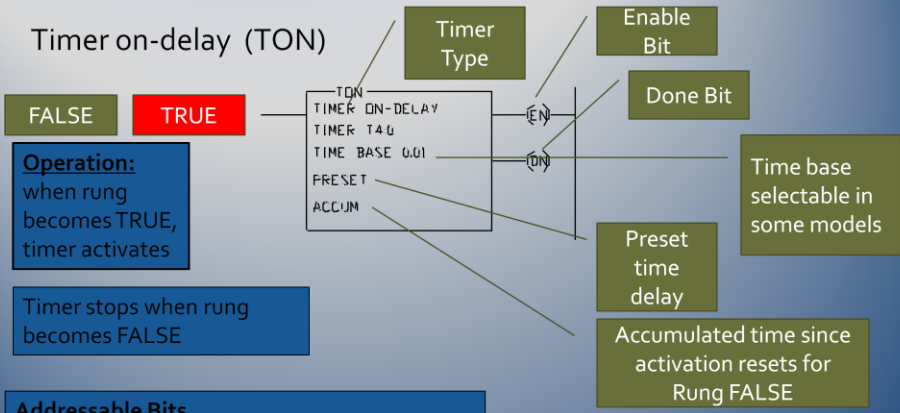 Timer on-delay (TON)
Timer
Type
Enable
Bit
Done Bit
FALSE
TRUE
TON
TIMER ON-DELAY
TIMER T4:0
TIME BASE 0.01
PRESET
ACCUM
(EN)
(DN)
Operation:
when rung
becomes TRUE,
timer activates
Time base
selectable in
some models
Preset
time
delay
Timer stops when rung
becomes FALSE
Accumulated time since
activation resets for
Rung FALSE
Addressable Bits